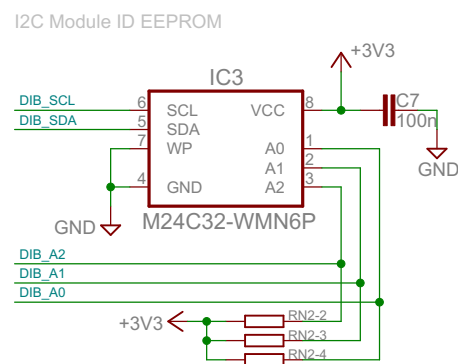 I2C Module ID EEPROM
+3V3
IC3
DIB_SCL 6 SCL VCC 8 C7
DIB_SDA 5 SDA 100n
7 WP A0 1
A1 2
4 GND A2 3
GND
GND
M24C32-WMN6P
DIB_A2
DIB_A1
DIB_A0
+3V3 RN2-2
RN2-3
RN2-4